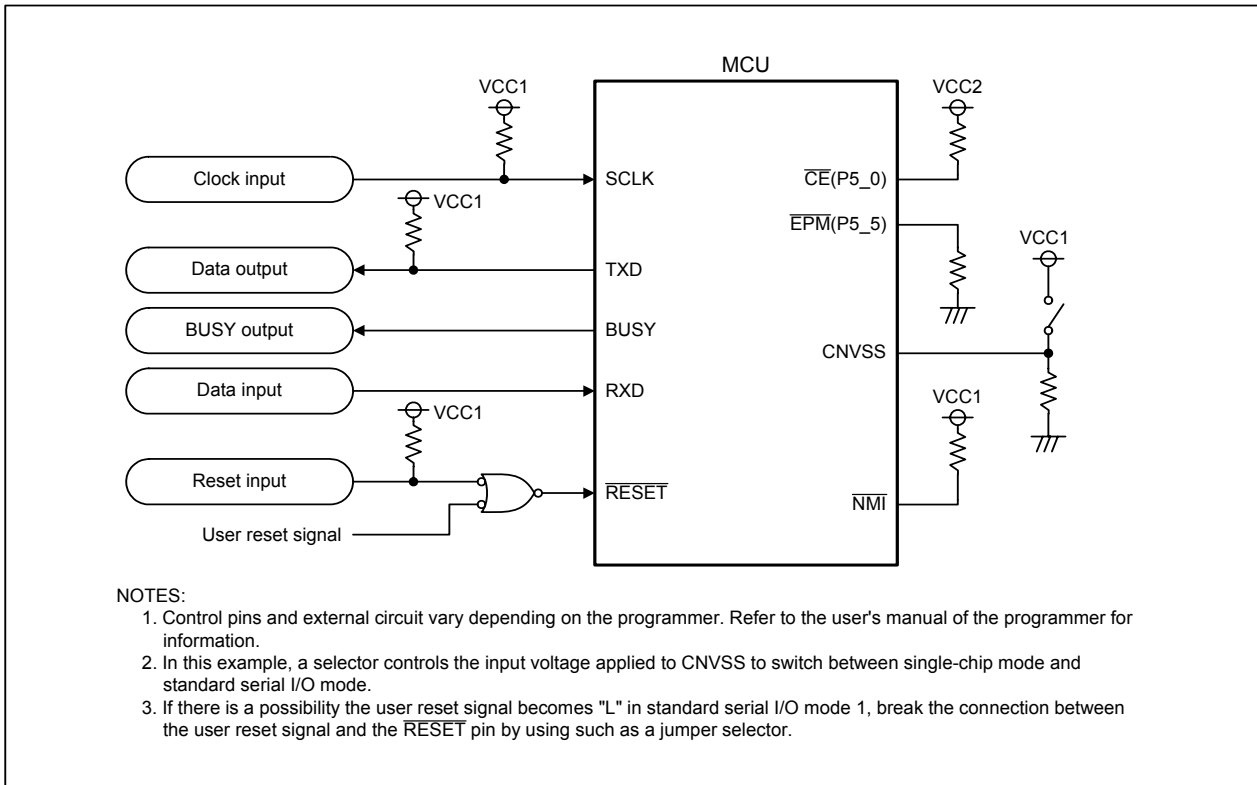 MCU
VCC1
VCC2
Clock input
SCLK
CE(P5_0)
VCC1
EPM(P5_5)
VCC1
Data output
TXD
BUSY output
BUSY
CNVSS
Data input
RXD
VCC1
VCC1
Reset input
RESET
NMI
User reset signal
NOTES:
1. Control pins and external circuit vary depending on the programmer. Refer to the user's manual of the programmer for
information.
2. In this example, a selector controls the input voltage applied to CNVSS to switch between single-chip mode and
standard serial I/O mode.
3. If there is a possibility the user reset signal becomes "L" in standard serial I/O mode 1, break the connection between
the user reset signal and the RESET pin by using such as a jumper selector.